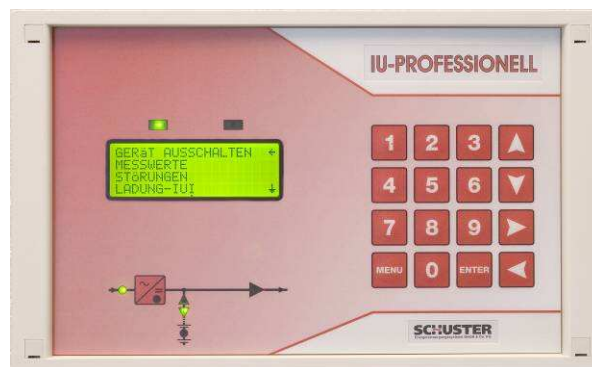 IU-PROFESSIONELL
GERäT AUSSCHALTEN
MESSWERTE
STöRUNGEN
LADUNG-IUI
1 2 3
4 5 6
7 8 9
MENU 0 ENTER
SCHUSTER